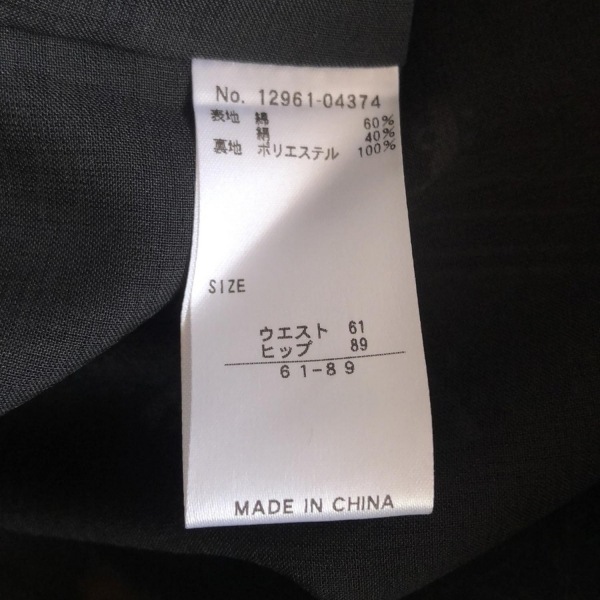 No. 12961-04374
表地 綿 60%
絹 40%
裏地 ポリエステル 100%
SIZE
ウエスト 61
ヒップ 89
61-89
MADE IN CHINA